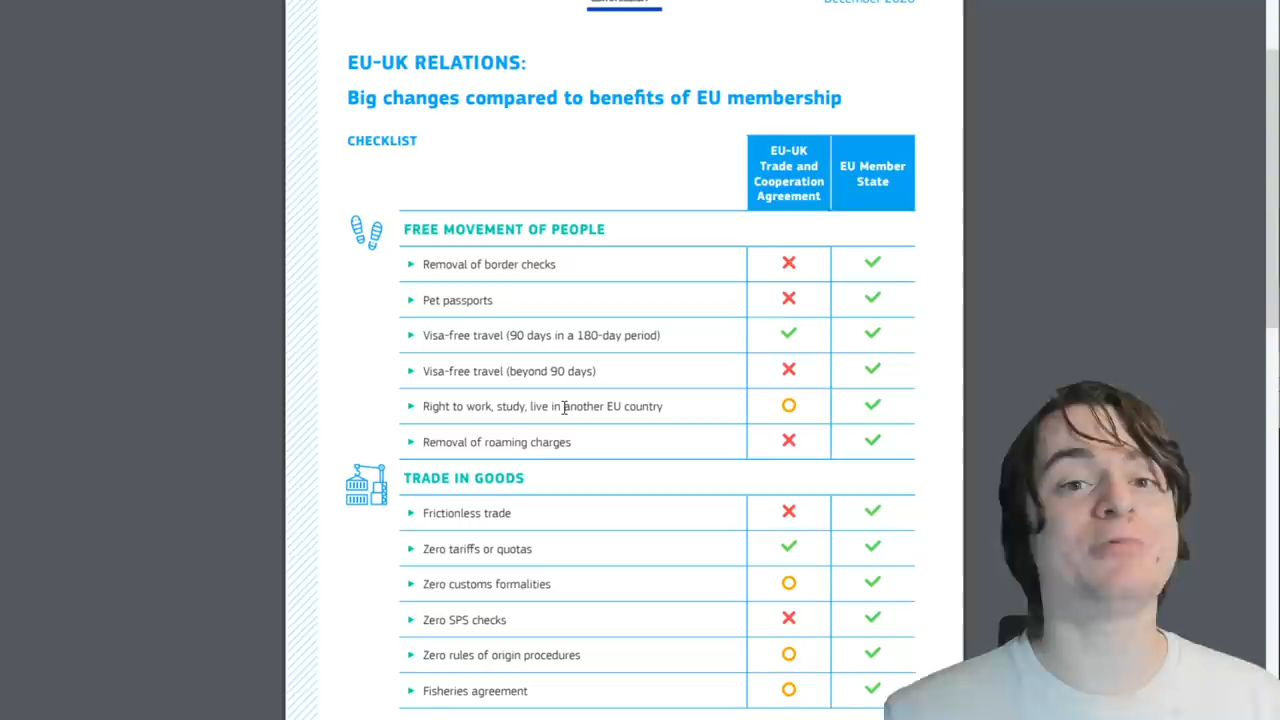 December 2020
EU-UK RELATIONS:
Big changes compared to benefits of EU membership
CHECKLIST
EU-UK
Trade and
Cooperation
Agreement
EU Member
State
FREE MOVEMENT OF PEOPLE
Removal of border checks
Pet passports
Visa-free travel (90 days in a 180-day period)
Visa-free travel (beyond 90 days)
Right to work, study, live in another EU country
Removal of roaming charges
TRADE IN GOODS
Frictionless trade
Zero tariffs or quotas
Zero customs formalities
Zero SPS checks
Zero rules of origin procedures
Fisheries agreement